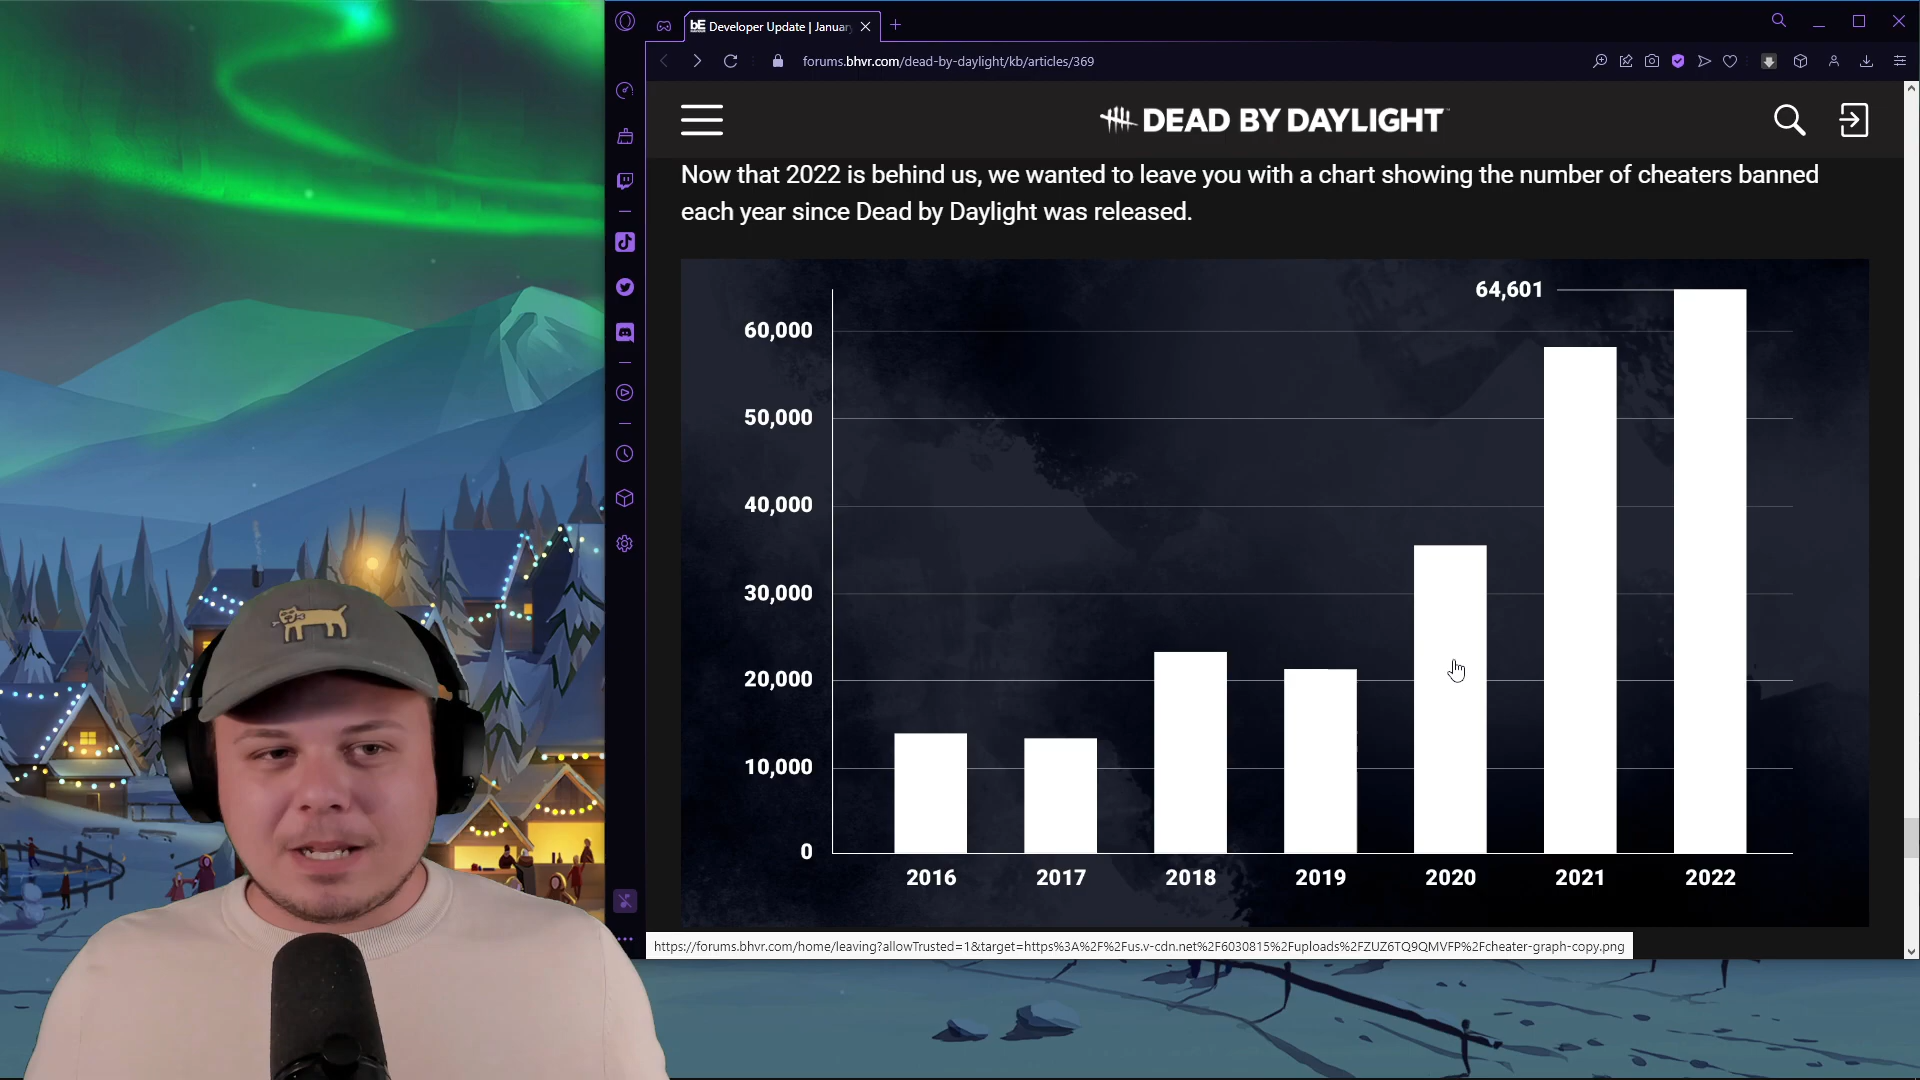 Developer Update | Januar
forums.bhvr.com/dead-by-daylight/kb/articles/369
DEAD BY DAYLIGHT
Now that 2022 is behind us, we wanted to leave you with a chart showing the number of cheaters banned
each year since Dead by Daylight was released.
64,601
60,000
50,000
40,000
30,000
20,000
10,000
0
2016 2017 2018 2019 2020 2021 2022
https://forums.bhvr.com/home/leaving?allowTrusted=1&target=https%3A%2F%2Fus.v-cdn.net%2F6030815%2Fuploads%2FZUZ6TQ9QMVFP%2Fcheater-graph-copy.png